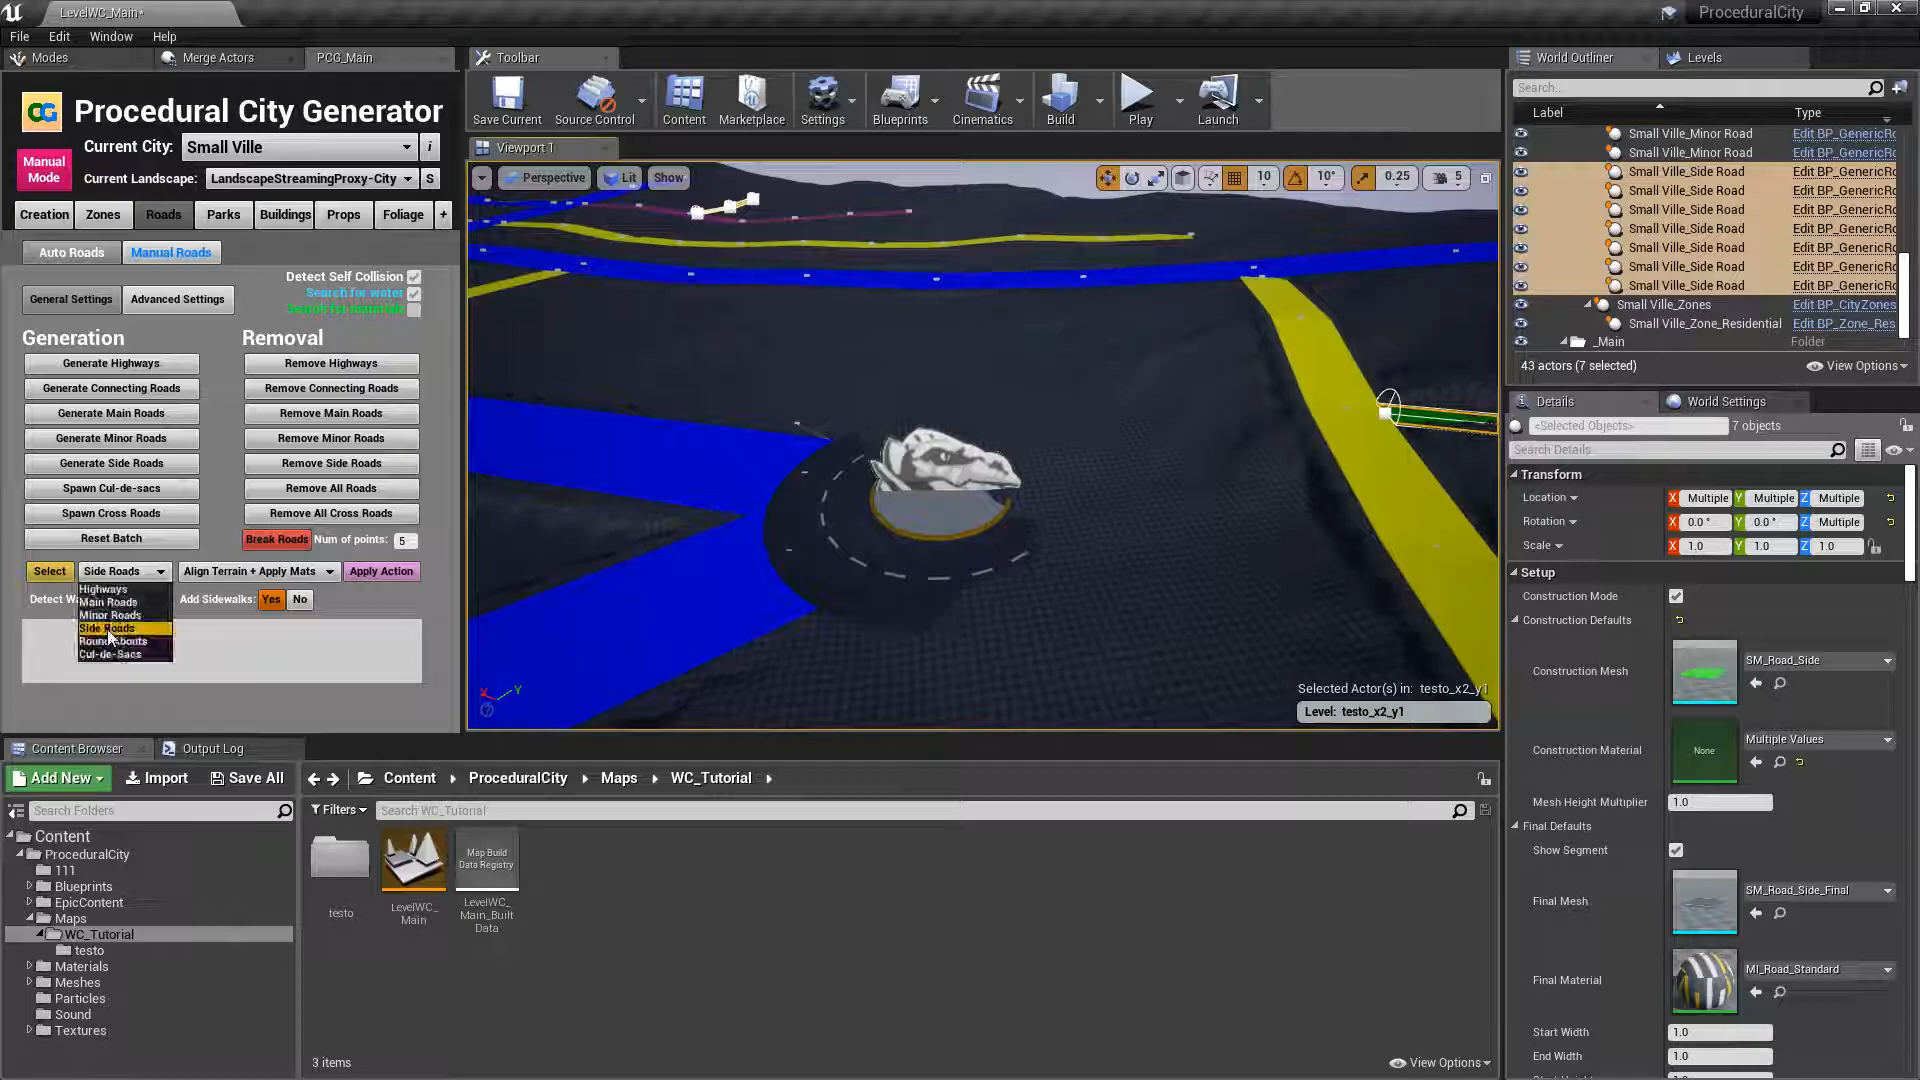 LevelWC_Main*
ProceduralCity
File Edit Window Help
Modes Merge Actors PCG_Main
Procedural City Generator
Current City: Small Ville i
Manual Mode
Current Landscape: LandscapeStreamingProxy-City S
Creation Zones Roads Parks Buildings Props Foliage +
Auto Roads Manual Roads
Detect Self Collision
Search for water
General Settings Advanced Settings
Generation Removal
Generate Highways Remove Highways
Generate Connecting Roads Remove Connecting Roads
Generate Main Roads Remove Main Roads
Generate Minor Roads Remove Minor Roads
Generate Side Roads Remove Side Roads
Spawn Cul-de-sacs Remove All Roads
Spawn Cross Roads Remove All Cross Roads
Reset Batch Break Roads Num of points: 5
Select Side Roads Align Terrain + Apply Mats Apply Action
Detect Add Sidewalks: Yes No
Highways
Main Roads
Minor Roads
Side Roads
Cul-de-Sacs
Toolbar
Save Current Source Control Content Marketplace Settings Blueprints Cinematics Build Play Launch
Viewport 1
Perspective Lit Show 10 10° 0.25 5
X Y
Selected Actor(s) in: testo_x2_y1
Level: testo_x2_y1
World Outliner Levels
Search...
Label Type
Small Ville_Minor Road Edit BP_GenericRo
Small Ville_Minor Road Edit BP_GenericRo
Small Ville_Side Road Edit BP_GenericRo
Small Ville_Side Road Edit BP_GenericRo
Small Ville_Side Road Edit BP_GenericRo
Small Ville_Side Road Edit BP_GenericRo
Small Ville_Side Road Edit BP_GenericRo
Small Ville_Side Road Edit BP_GenericRo
Small Ville_Side Road Edit BP_GenericRo
Small Ville_Zones Edit BP_CityZones
Small Ville_Zone_Residential Edit BP_Zone_Res
_Main Folder
43 actors (7 selected) View Options
Details World Settings
<Selected Objects> 7 objects
Search Details
Transform
Location X Multiple Y Multiple Z Multiple
Rotation X 0.0 ° Y 0.0 ° Z Multiple
Scale X 1.0 Y 1.0 Z 1.0
Setup
Construction Mode
Construction Defaults
Construction Mesh SM_Road_Side
Construction Material None Multiple Values
Mesh Height Multiplier 1.0
Final Defaults
Show Segment
Final Mesh SM_Road_Side_Final
Final Material MI_Road_Standard
Start Width 1.0
End Width 1.0
Content Browser Output Log
Add New Import Save All Content ProceduralCity Maps WC_Tutorial
Search Folders Filters Search WC_Tutorial
Content
ProceduralCity
111
Blueprints
EpicContent
Maps
WC_Tutorial
testo
Materials
Meshes
Particles
Sound
Textures
Map Build
Data Registry
testo
LevelWC_
Main
LevelWC_
Main_Built
Data
3 items View Options